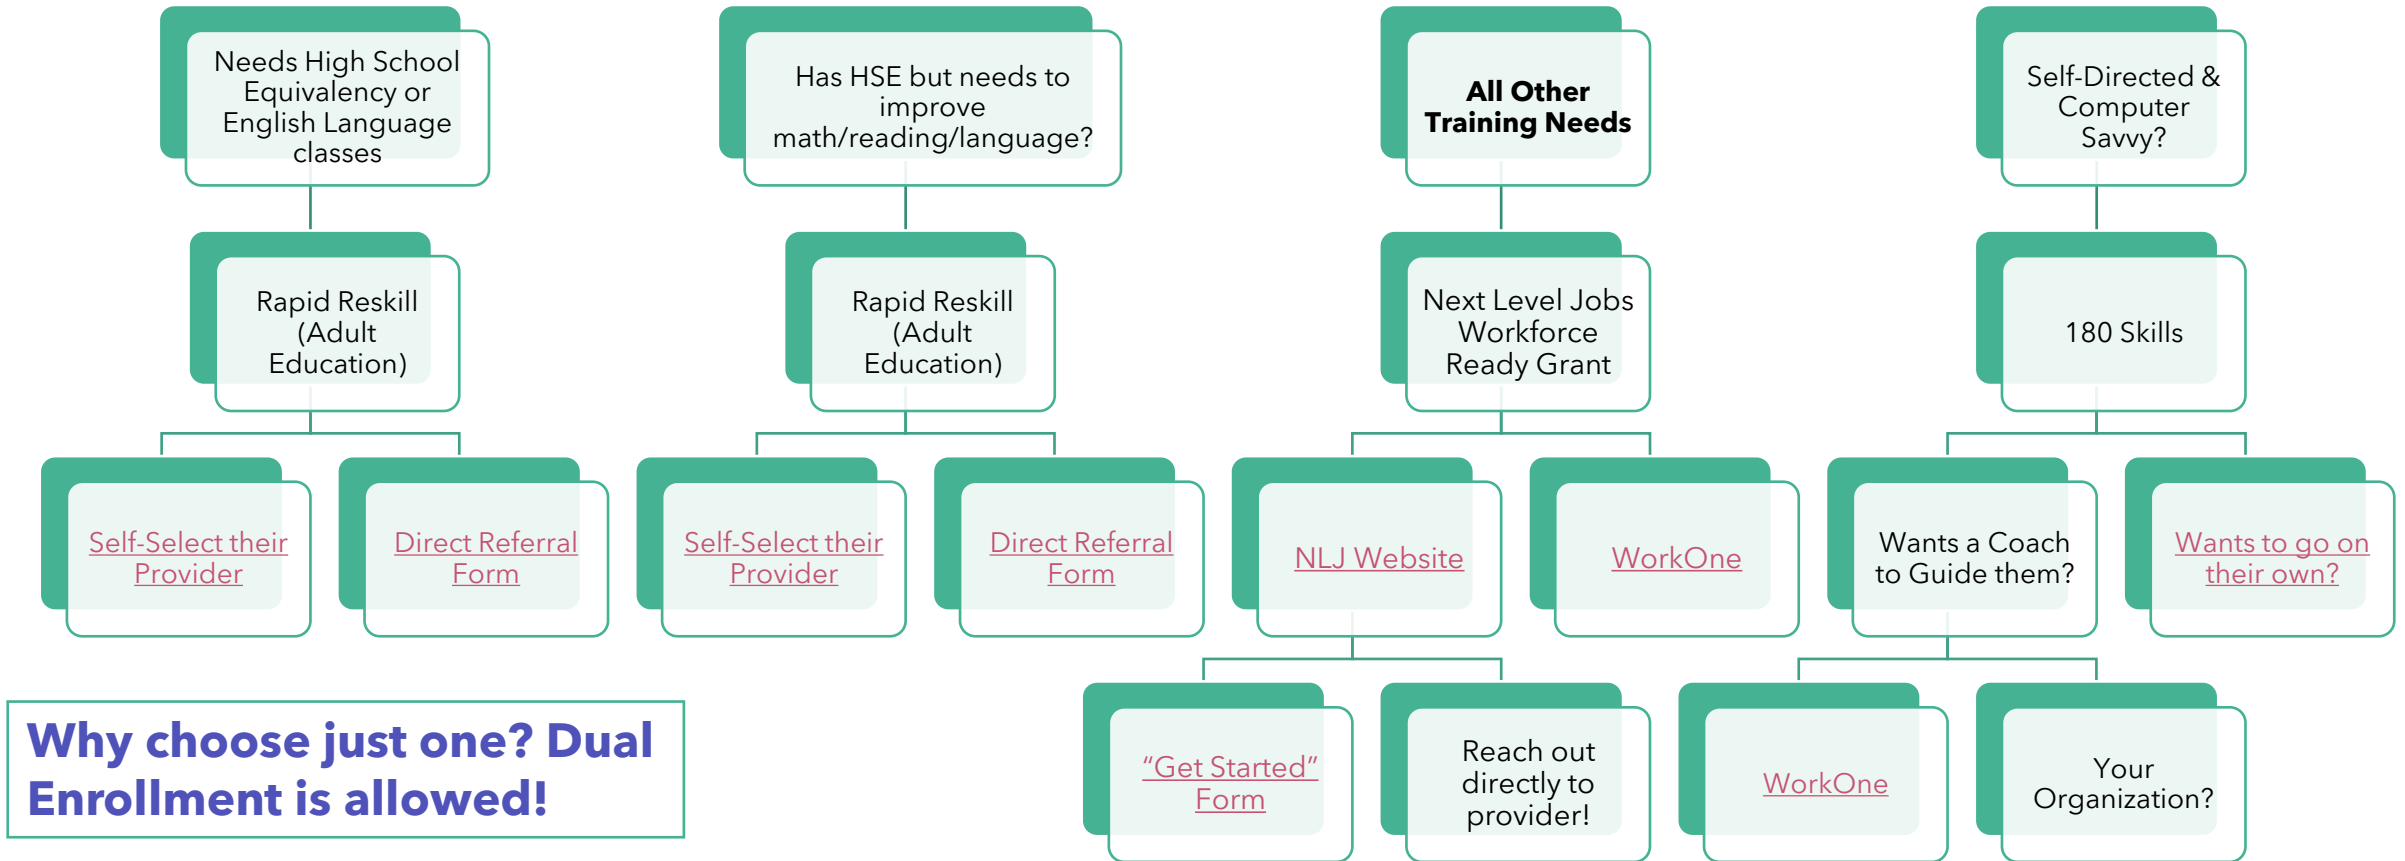 Needs High School
Equivalency or
English Language
classes
Has HSE but needs to
improve
math/reading/language?
All Other
Training Needs
Self-Directed &
Computer
Savvy?
Rapid Reskill
(Adult
Education)
Rapid Reskill
(Adult
Education)
Next Level Jobs
Workforce
Ready Grant
180 Skills
Self-Select their
Provider
Direct Referral
Form
Self-Select their
Provider
Direct Referral
Form
NLJ Website
WorkOne
Wants a Coach
to Guide them?
Wants to go on
their own?
“Get Started”
Form
Reach out
directly to
provider!
WorkOne
Your
Organization?
Why choose just one? Dual
Enrollment is allowed!